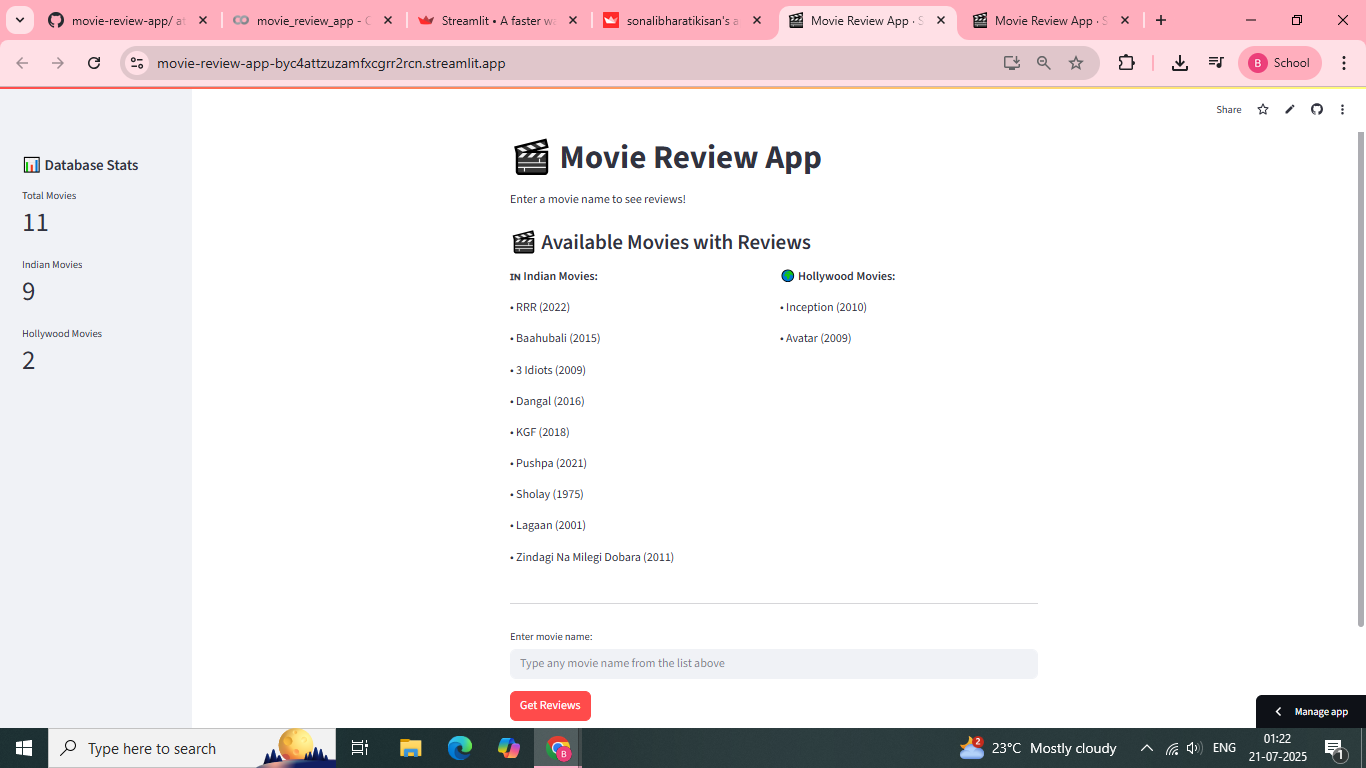 movie-review-app/ at
movie_review_app - C
Streamlit • A faster wa
sonalibharatikisan's a
Movie Review App · S
Movie Review App · S
movie-review-app-byc4attzuzamfxcgrr2rcn.streamlit.app
B School
Share
📊 Database Stats
Total Movies
11
Indian Movies
9
Hollywood Movies
2
🎬 Movie Review App
Enter a movie name to see reviews!
🎬 Available Movies with Reviews
IN Indian Movies:
• RRR (2022)
• Baahubali (2015)
• 3 Idiots (2009)
• Dangal (2016)
• KGF (2018)
• Pushpa (2021)
• Sholay (1975)
• Lagaan (2001)
• Zindagi Na Milegi Dobara (2011)
🌍 Hollywood Movies:
• Inception (2010)
• Avatar (2009)
Enter movie name:
Type any movie name from the list above
Get Reviews
Manage app
Type here to search
B
2
23°C Mostly cloudy
ENG
01:22
21-07-2025
1